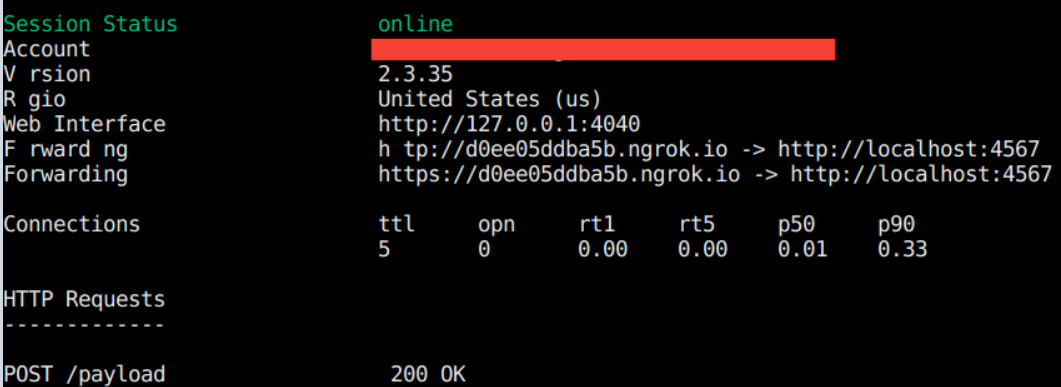 Session Status online
Account
V rsion 2.3.35
R gio United States (us)
Web Interface http://127.0.0.1:4040
F rward ng h tp://d0ee05ddba5b.ngrok.io -> http://localhost:4567
Forwarding https://d0ee05ddba5b.ngrok.io -> http://localhost:4567
Connections ttl opn rt1 rt5 p50 p90
5 0 0.00 0.00 0.01 0.33
HTTP Requests
-------------
POST /payload 200 OK